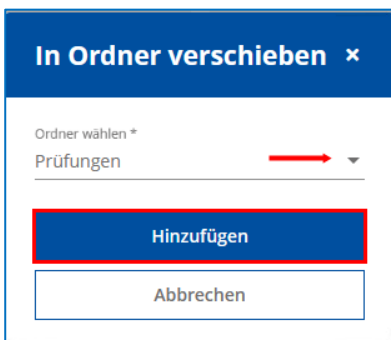 In Ordner verschieben ×
Ordner wählen *
Prüfungen
Hinzufügen
Abbrechen